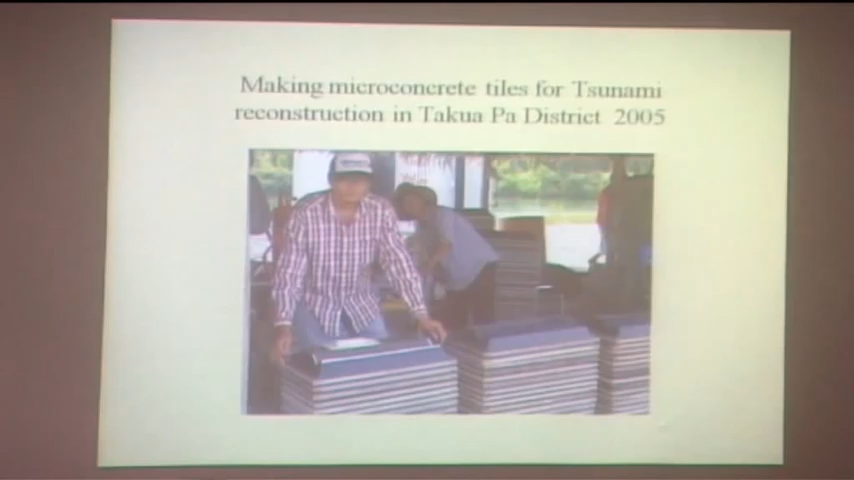 Making microconcrete tiles for Tsunami
reconstruction in Takua Pa District 2005